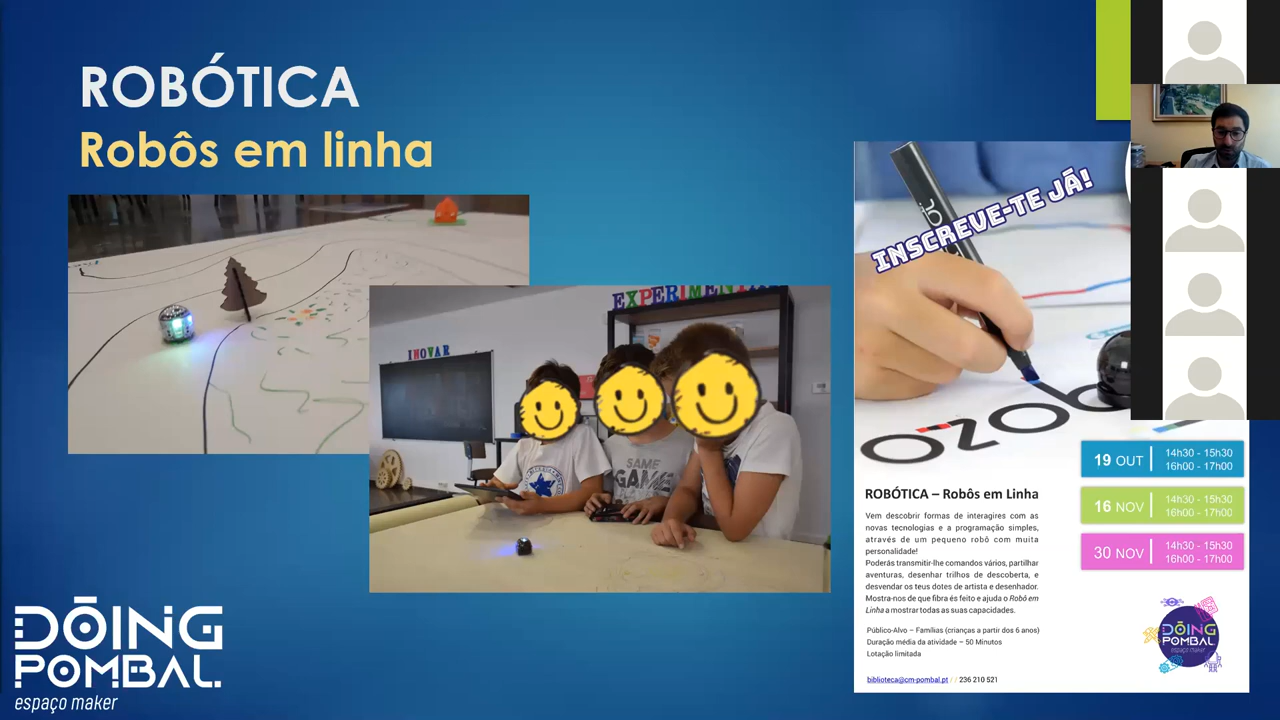 ROBÓTICA
Robôs em linha
EXPERIMENT
INOVAR
SAME
GAME
INSCREVE-TE JÁ!
ozob
19 OUT
14h30 - 15h30
16h00 - 17h00
16 NOV
14h30 - 15h30
16h00 - 17h00
30 NOV
14h30 - 15h30
16h00 - 17h00
ROBÓTICA – Robôs em Linha
Vem descobrir formas de interagires com as
novas tecnologias e a programação simples,
através de um pequeno robô com muita
personalidade!
Poderás transmitir-lhe comandos vários, partilhar
aventuras, desenhar trilhos de descoberta, e
desvendar os teus dotes de artista e desenhador.
Mostra-nos de que fibra és feito e ajuda o Robô em
Linha a mostrar todas as suas capacidades.
Público-Alvo – Famílias (crianças a partir dos 6 anos)
Duração média da atividade – 50 Minutos
Lotação limitada
biblioteca@cm-pombal.pt // 236 210 521
DOING
POMBAL
espaço maker
DŌING
POMBAL.
espaço maker